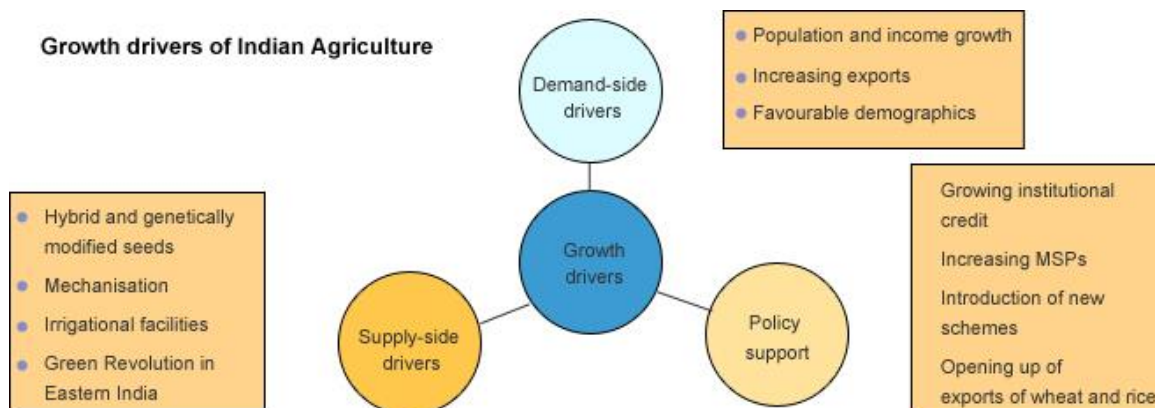 Growth drivers of Indian Agriculture
Demand-side
drivers
Population and income growth
Increasing exports
Favourable demographics
Growth
drivers
Hybrid and genetically
modified seeds
Mechanisation
Irrigational facilities
Green Revolution in
Eastern India
Supply-side
drivers
Policy
support
Growing institutional
credit
Increasing MSPs
Introduction of new
schemes
Opening up of
exports of wheat and rice